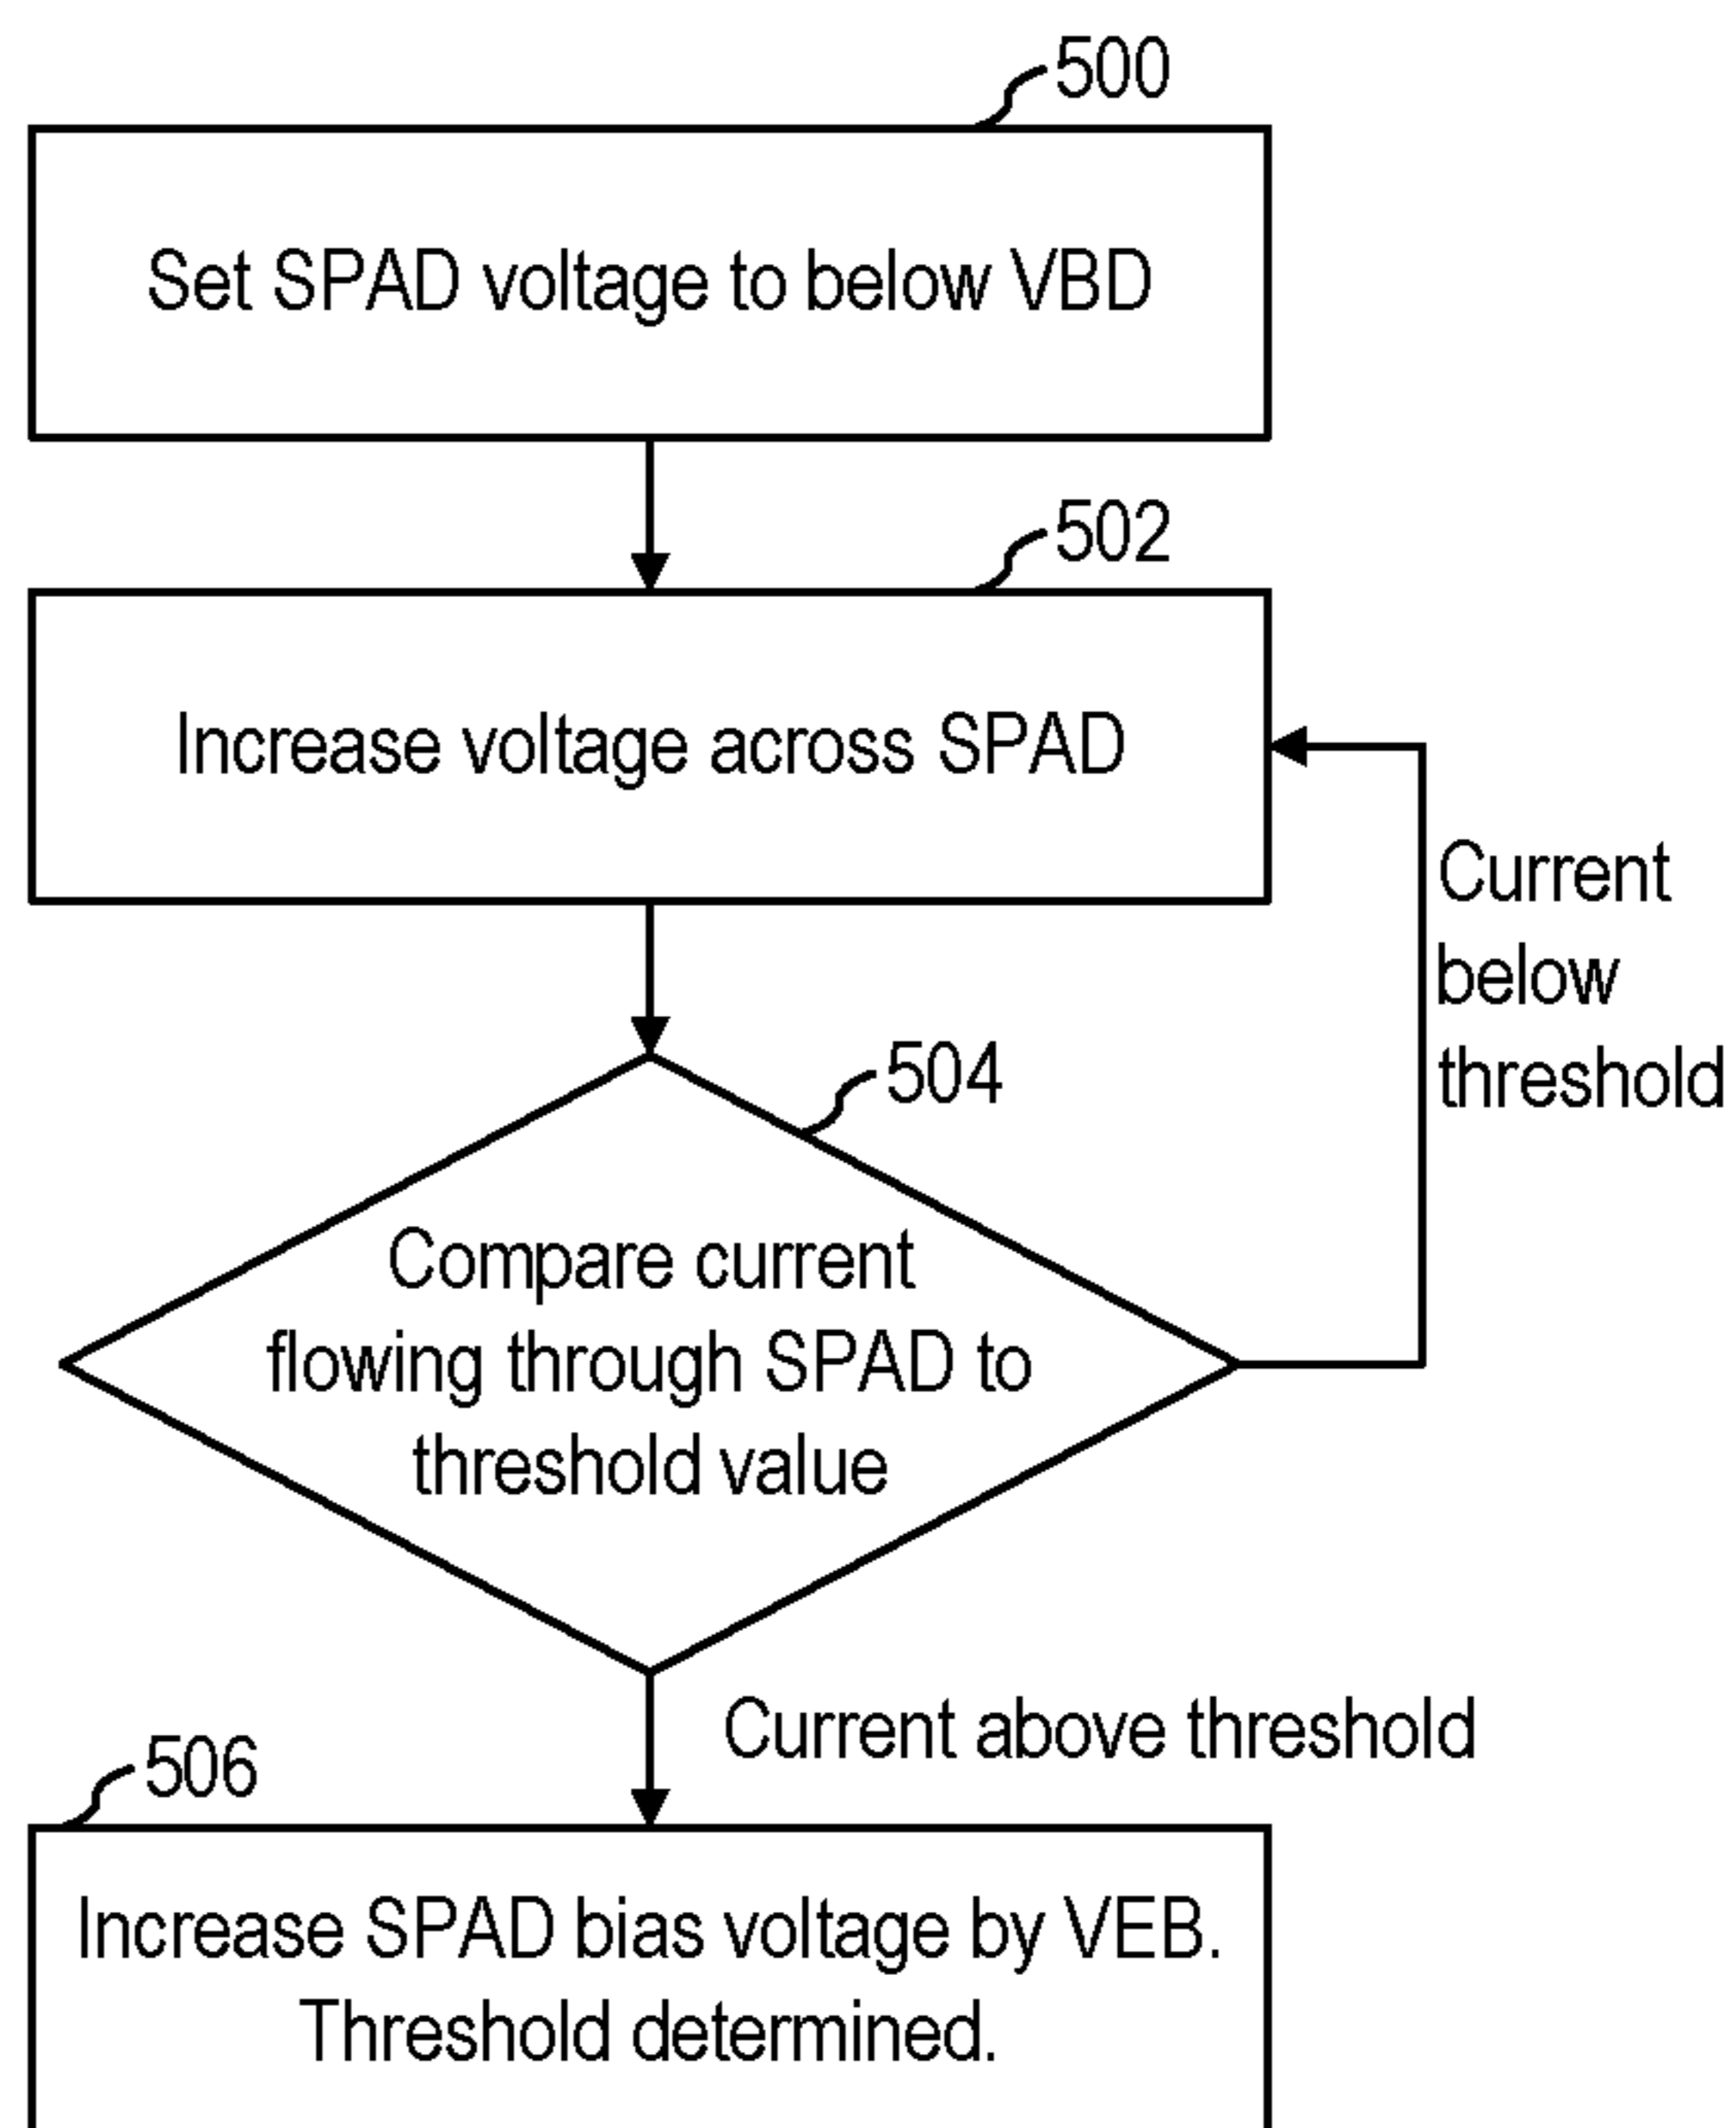 500
Set SPAD voltage to below VBD
502
Increase voltage across SPAD
Current
below
threshold
504
Compare current
flowing through SPAD to
threshold value
Current above threshold
506
Increase SPAD bias voltage by VEB.
Threshold determined.